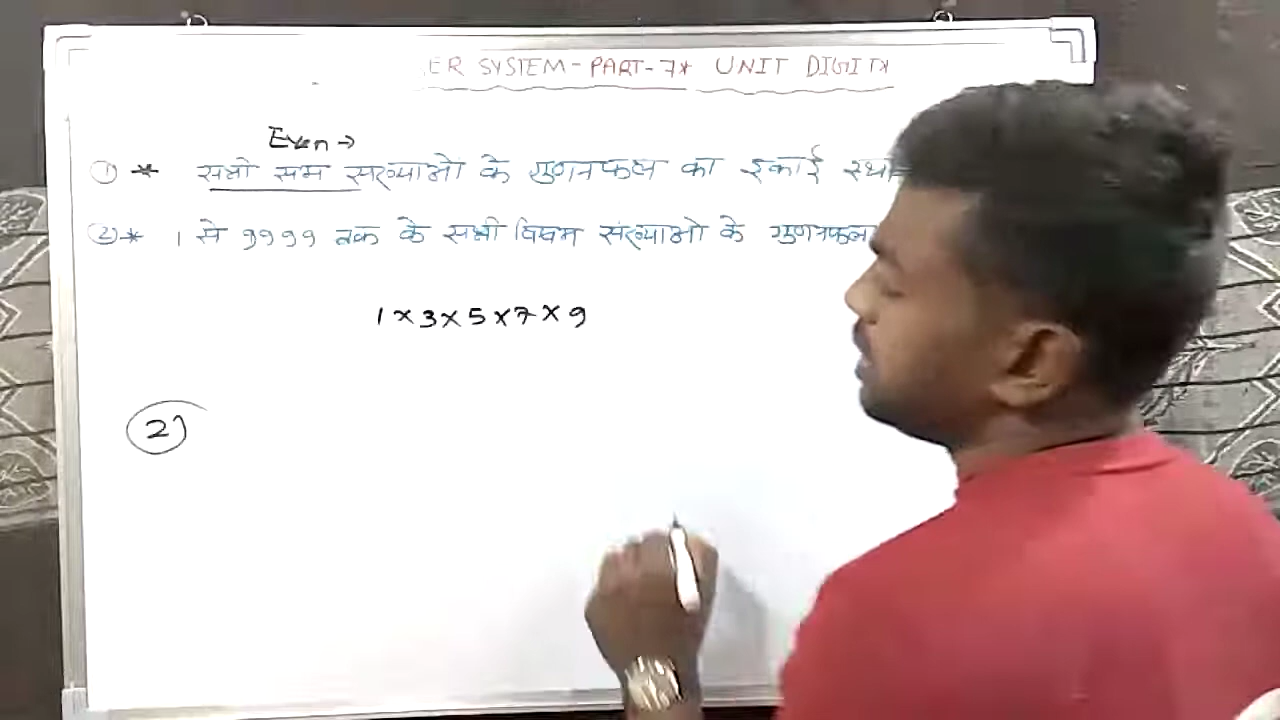 ER SYSTEM - PART-7* UNIT DIGIT*
Even →
① * सभी सम संख्याओ के गुणनफल का इकाई स्था
② * 1 से 9999 तक के सभी विषम संख्याओ के गुणनफल
1 × 3 × 5 × 7 × 9
2)